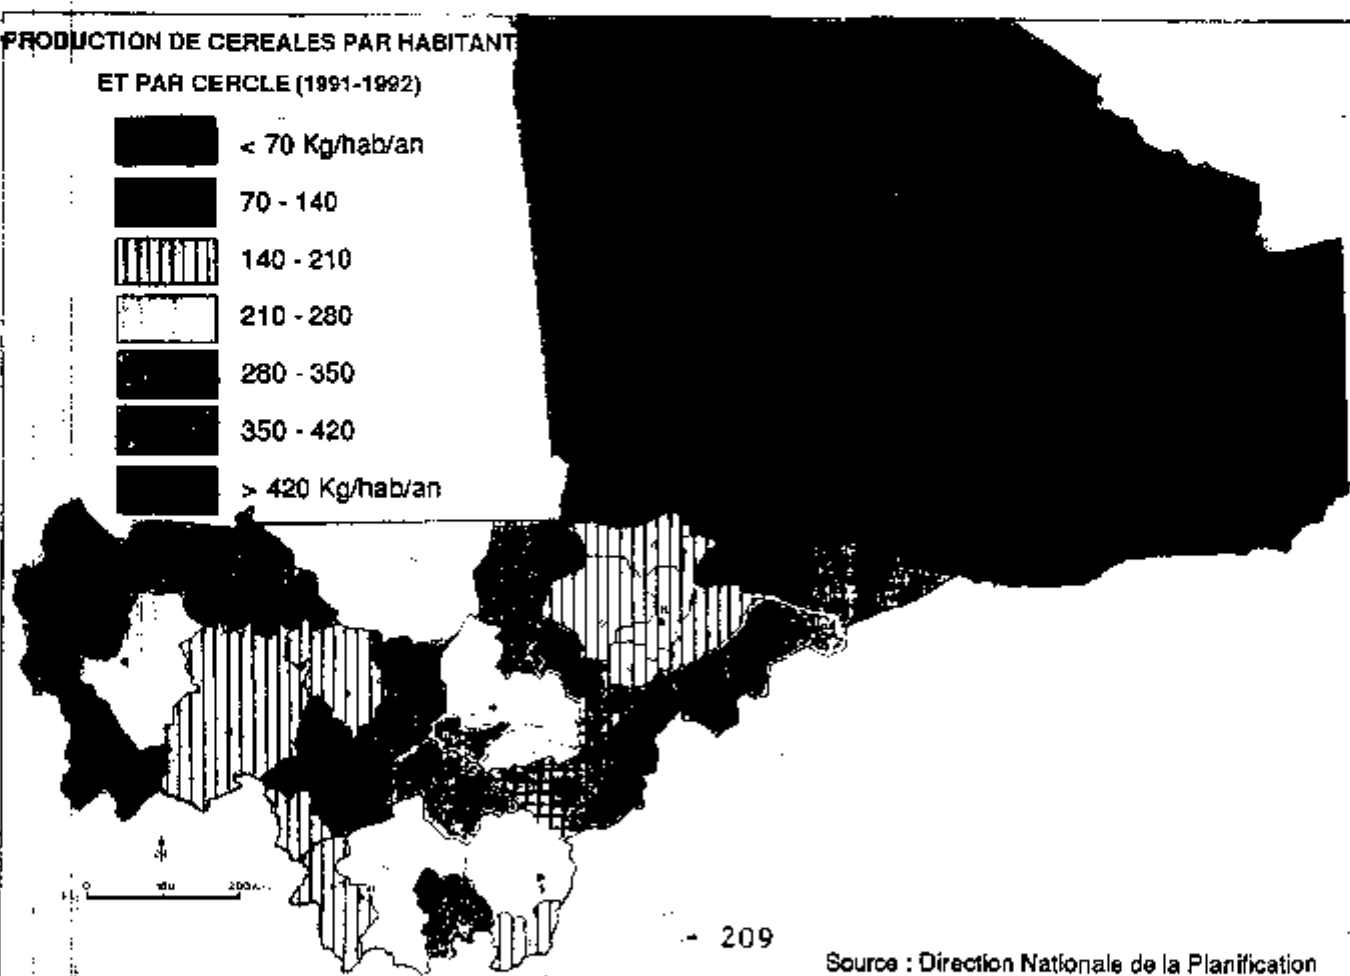 PRODUCTION DE CEREALES PAR HABITANT
ET PAR CERCLE (1991-1992)
< 70 Kg/hab/an
70 - 140
140 - 210
210 - 280
280 - 350
350 - 420
> 420 Kg/hab/an
0
- 209
Source : Direction Nationale de la Planification